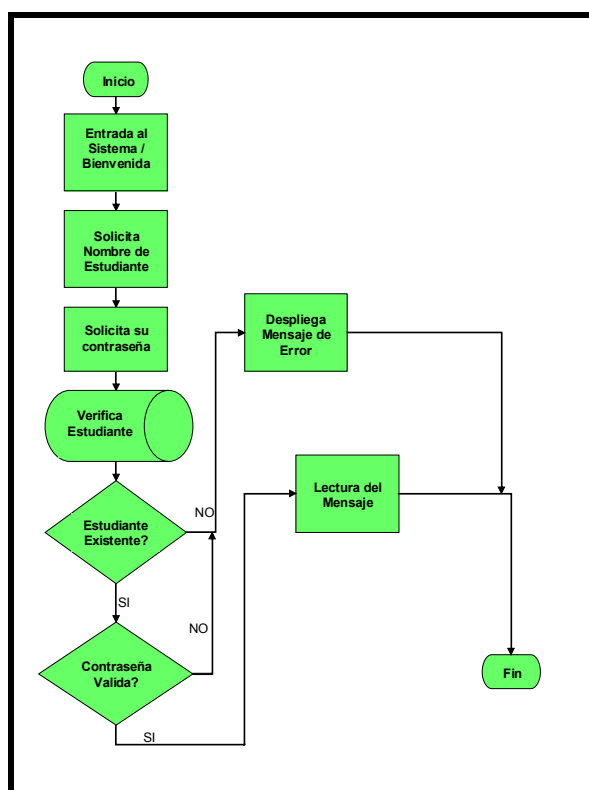 Inicio
Entrada al
Sistema /
Bienvenida
Solicita
Nombre de
Estudiante
Solicita su
contraseña
Verifica
Estudiante
Estudiante
Existente?
NO
SI
Contraseña
Valida?
NO
SI
Despliega
Mensaje de
Error
Lectura del
Mensaje
Fin